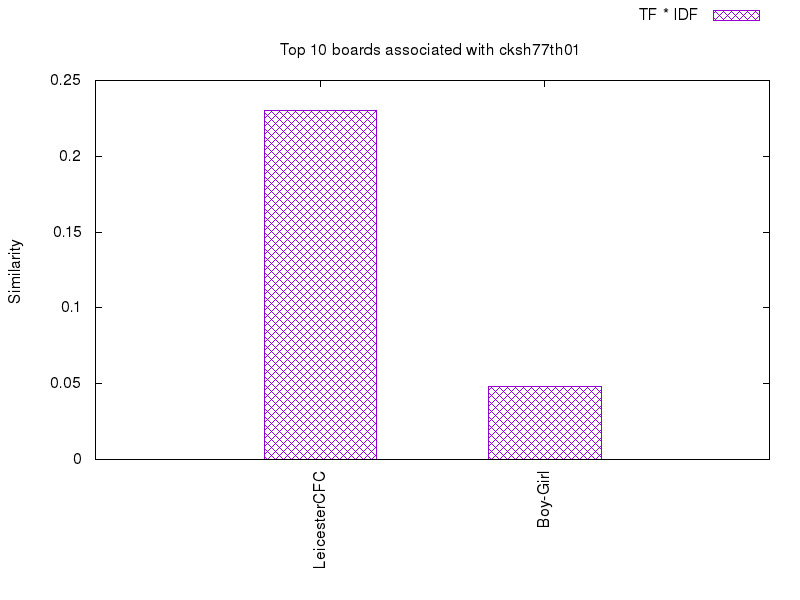 TF * IDF
Top 10 boards associated with cksh77th01
0.25
0.2
0.15
0.1
0.05
0
Similarity
LeicesterCFC
Boy-Girl